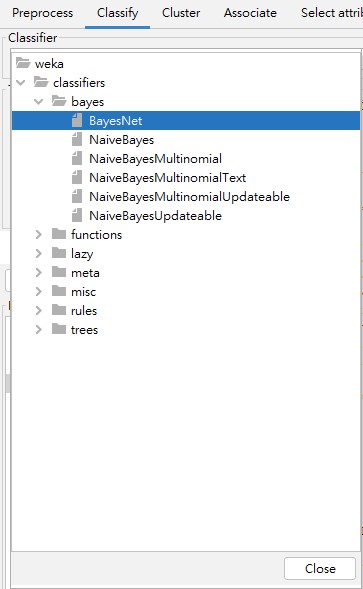 Preprocess Classify Cluster Associate Select attri
Classifier
weka
classifiers
bayes
BayesNet
NaiveBayes
NaiveBayesMultinomial
NaiveBayesMultinomialText
NaiveBayesMultinomialUpdateable
NaiveBayesUpdateable
functions
lazy
meta
misc
rules
trees
Close